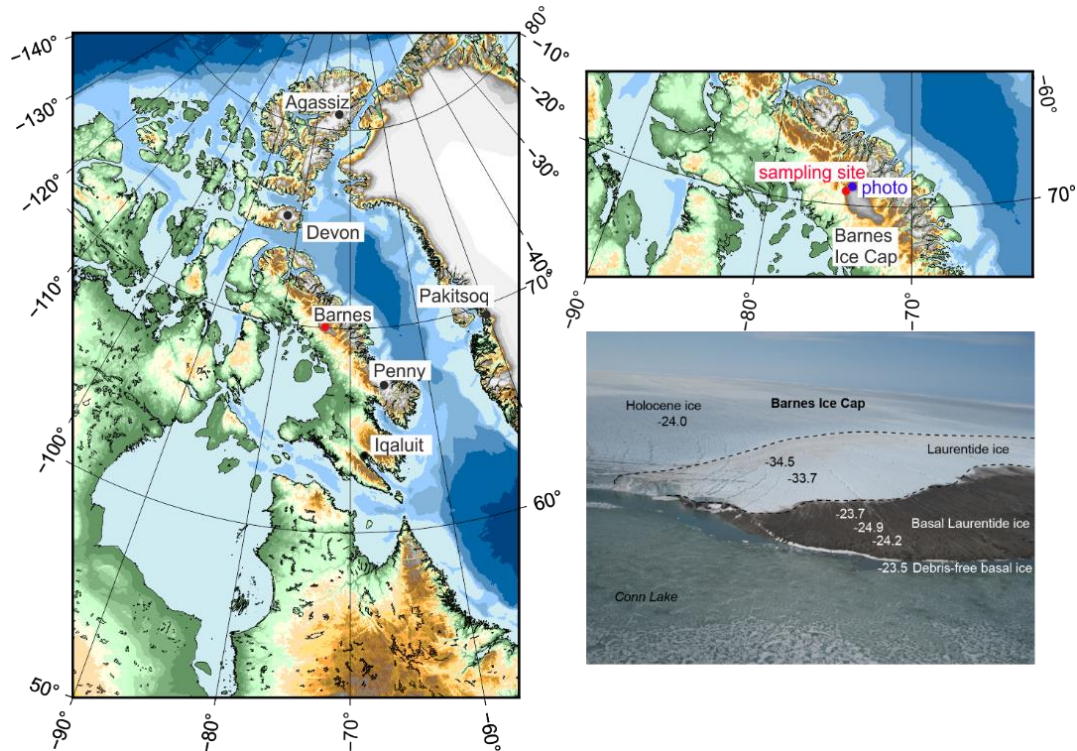 -140°
80°
-10°
-130°
Agassiz
-20°
-120°
-30°
Devon
-40°
-110°
Pakitsoq
70°
Barnes
Penny
-100°
Iqaluit
60°
50°
-90°
-80°
-70°
-60°
-60°
sampling site
photo
70°
Barnes
Ice Cap
-90°
-80°
-70°
Holocene ice
-24.0
Barnes Ice Cap
Laurentide ice
-34.5
-33.7
-23.7
-24.9
-24.2
Basal Laurentide ice
-23.5 Debris-free basal ice
Conn Lake